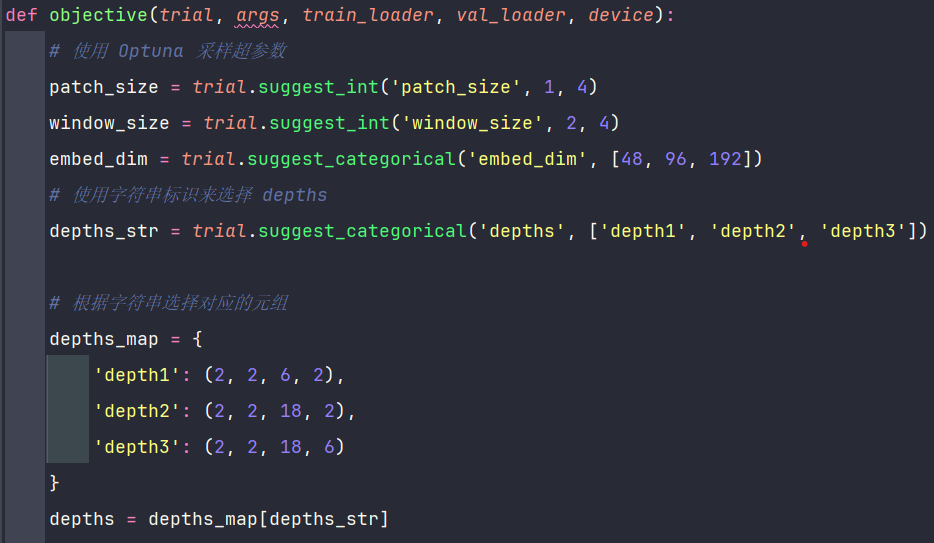 def objective(trial, args, train_loader, val_loader, device):
    # 使用 Optuna 采样超参数
    patch_size = trial.suggest_int('patch_size', 1, 4)
    window_size = trial.suggest_int('window_size', 2, 4)
    embed_dim = trial.suggest_categorical('embed_dim', [48, 96, 192])
    # 使用字符串标识来选择 depths
    depths_str = trial.suggest_categorical('depths', ['depth1', 'depth2', 'depth3'])
    # 根据字符串选择对应的元组
    depths_map = {
        'depth1': (2, 2, 6, 2),
        'depth2': (2, 2, 18, 2),
        'depth3': (2, 2, 18, 6)
    }
    depths = depths_map[depths_str]